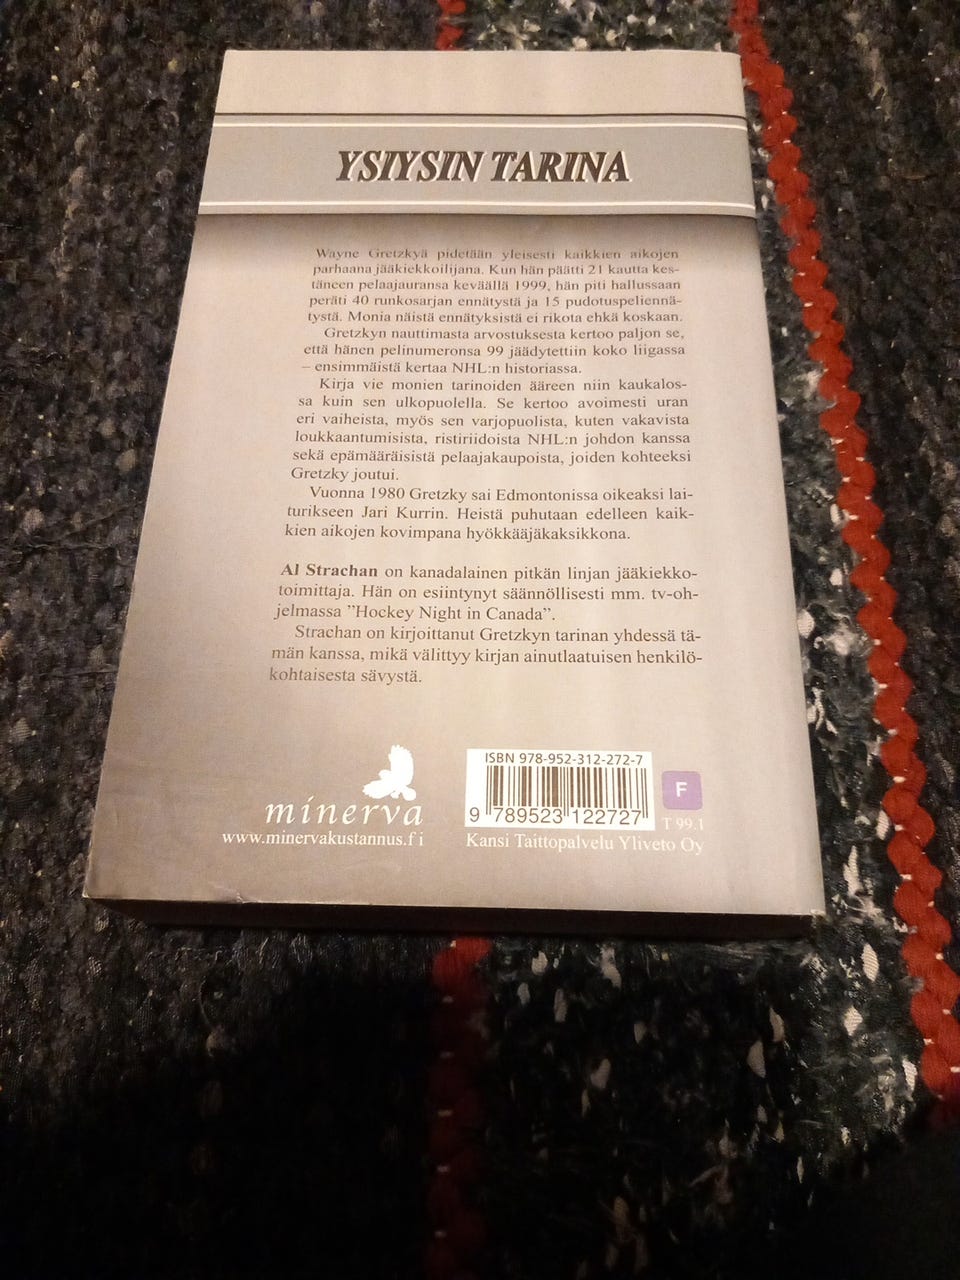 YSIYSIN TARINA
Wayne Gretzkyä pidetään yleisesti kaikkien aikojen
parhaana jääkiekkoilijana. Kun hän päätti 21 kautta kes-
täneen pelaajauransa keväällä 1999, hän piti hallussaan
peräti 40 runkosarjan ennätystä ja 15 pudotuspeliennä-
tystä. Monia näistä ennätyksistä ei rikota ehkä koskaan.
Gretzkyn nauttimasta arvostuksesta kertoo paljon se,
että hänen pelinumeronsa 99 jäädytettiin koko liigassa
– ensimmäistä kertaa NHL:n historiassa.
Kirja vie monien tarinoiden ääreen niin kaukalos-
sa kuin sen ulkopuolella. Se kertoo avoimesti uran
eri vaiheista, myös sen varjopuolista, kuten vakavista
loukkaantumisista, ristiriidoista NHL:n johdon kanssa
sekä epämääräisistä pelaajakaupoista, joiden kohteeksi
Gretzky joutui.
Vuonna 1980 Gretzky sai Edmontonissa oikeaksi lai-
turikseen Jari Kurrin. Heistä puhutaan edelleen kaik-
kien aikojen kovimpana hyökkääjäkaksikkona.
Al Strachan on kanadalainen pitkän linjan jääkiekko-
toimittaja. Hän on esiintynyt säännöllisesti mm. tv-oh-
jelmassa ”Hockey Night in Canada”.
Strachan on kirjoittanut Gretzkyn tarinan yhdessä tä-
män kanssa, mikä välittyy kirjan ainutlaatuisen henkilö-
kohtaisesta sävystä.
minerva
www.minervakustannus.fi
ISBN 978-952-312-272-7
9 789523 122727
F
T 99.1
Kansi Taittopalvelu Yliveto Oy